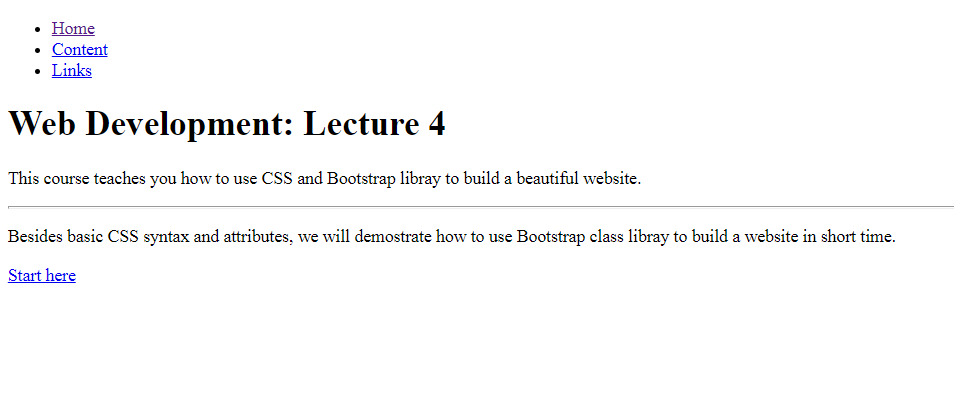 Home
Content
Links
Web Development: Lecture 4
This course teaches you how to use CSS and Bootstrap libray to build a beautiful website.
Besides basic CSS syntax and attributes, we will demostrate how to use Bootstrap class libray to build a website in short time.
Start here